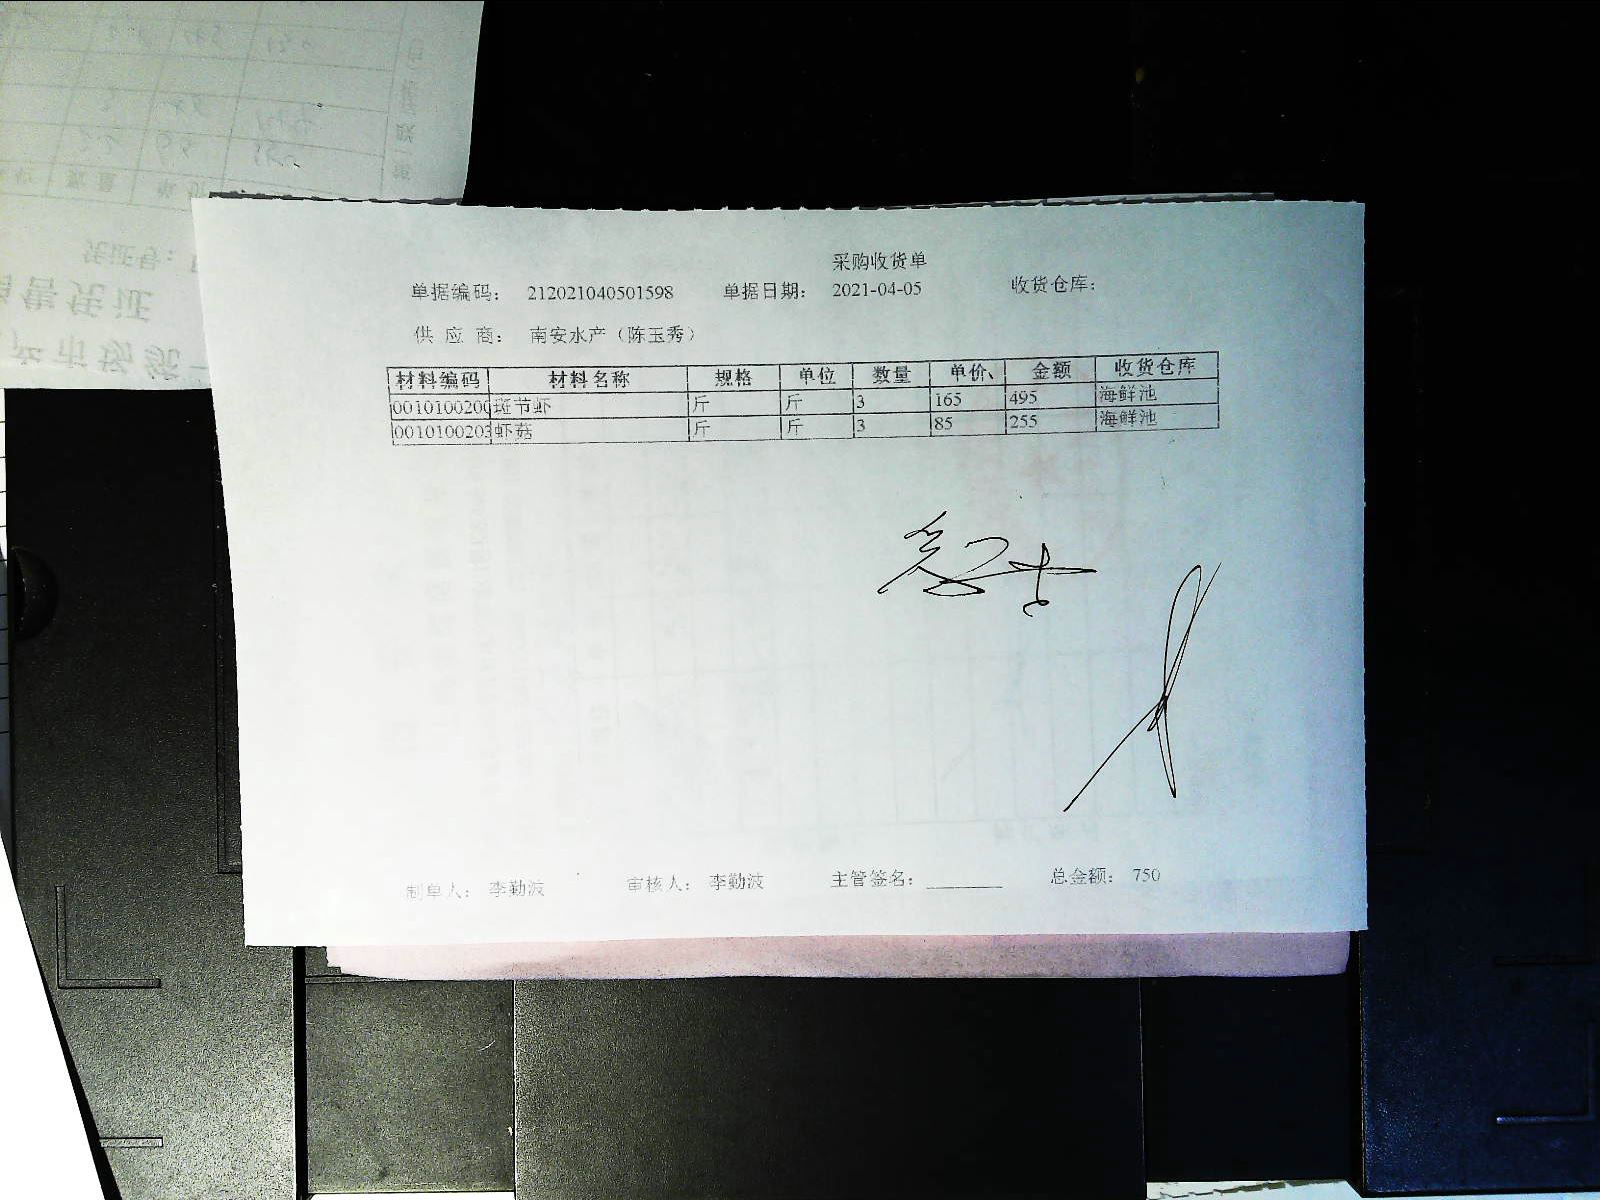 采购收货单
单据编码： 212021040501598 单据日期： 2021-04-05 收货仓库：
供 应 商： 南安水产（陈玉秀）
材料编码 材料名称 规格 单位 数量 单价 金额 收货仓库
0010100200 斑节虾 斤 斤 3 165 495 海鲜池
0010100203 虾菇 斤 斤 3 85 255 海鲜池
制单人： 李勤波 审核人： 李勤波 主管签名： 总金额： 750